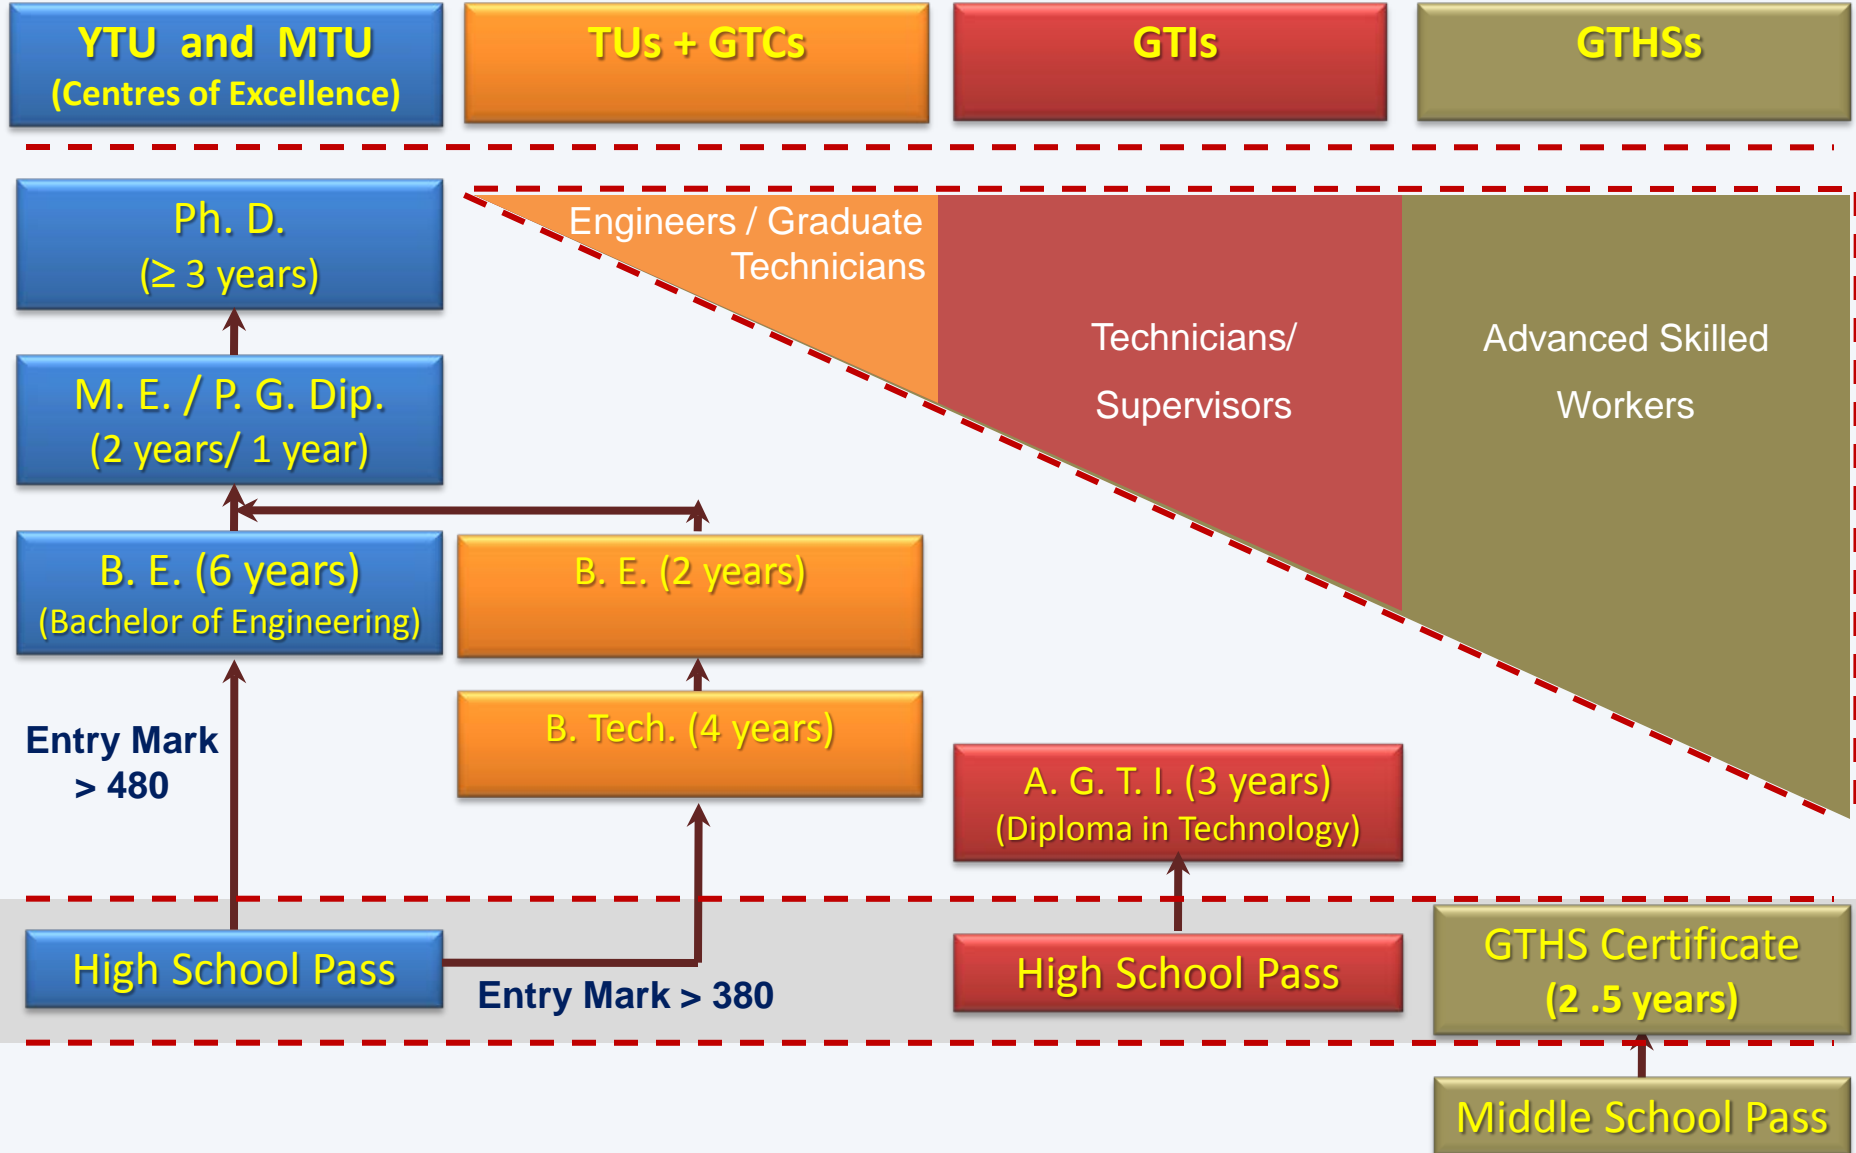 YTU and MTU
(Centres of Excellence)
TUs + GTCs
GTIs
GTHSs
Ph. D.
(≥ 3 years)
Engineers / Graduate
Technicians
Technicians/
Supervisors
Advanced Skilled
Workers
M. E. / P. G. Dip.
(2 years/ 1 year)
B. E. (6 years)
(Bachelor of Engineering)
B. E. (2 years)
B. Tech. (4 years)
Entry Mark
> 480
A. G. T. I. (3 years)
(Diploma in Technology)
High School Pass
Entry Mark > 380
High School Pass
GTHS Certificate
(2 .5 years)
Middle School Pass